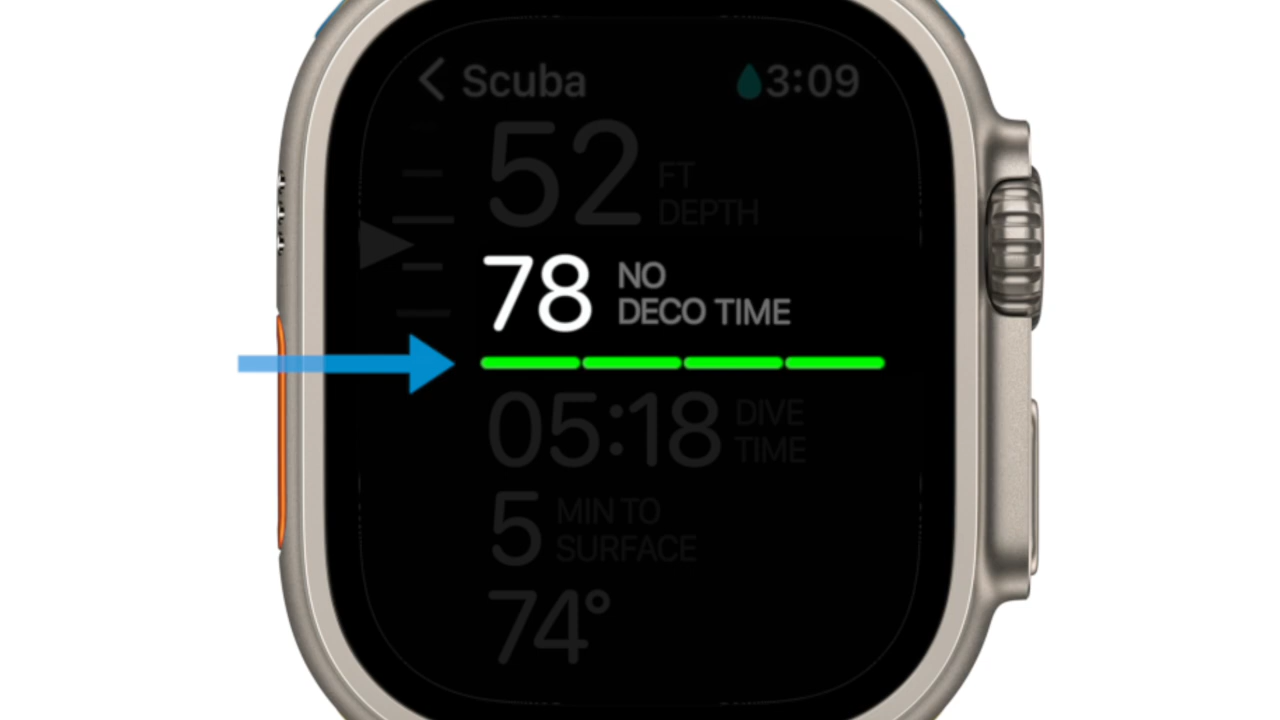 Scuba 3:09
52 FT
DEPTH
78 NO
DECO TIME
05:18 DIVE
TIME
5 MIN TO
SURFACE
74°